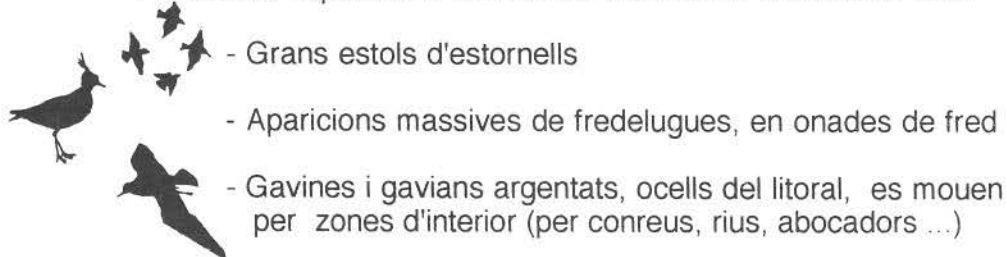 - Grans estols d'estornells
- Aparicions massives de fredelugues, en onades de fred
- Gavines i gavians argentats, ocells del litoral, es mouen
per zones d'interior (per conreus, rius, abocadors ...)